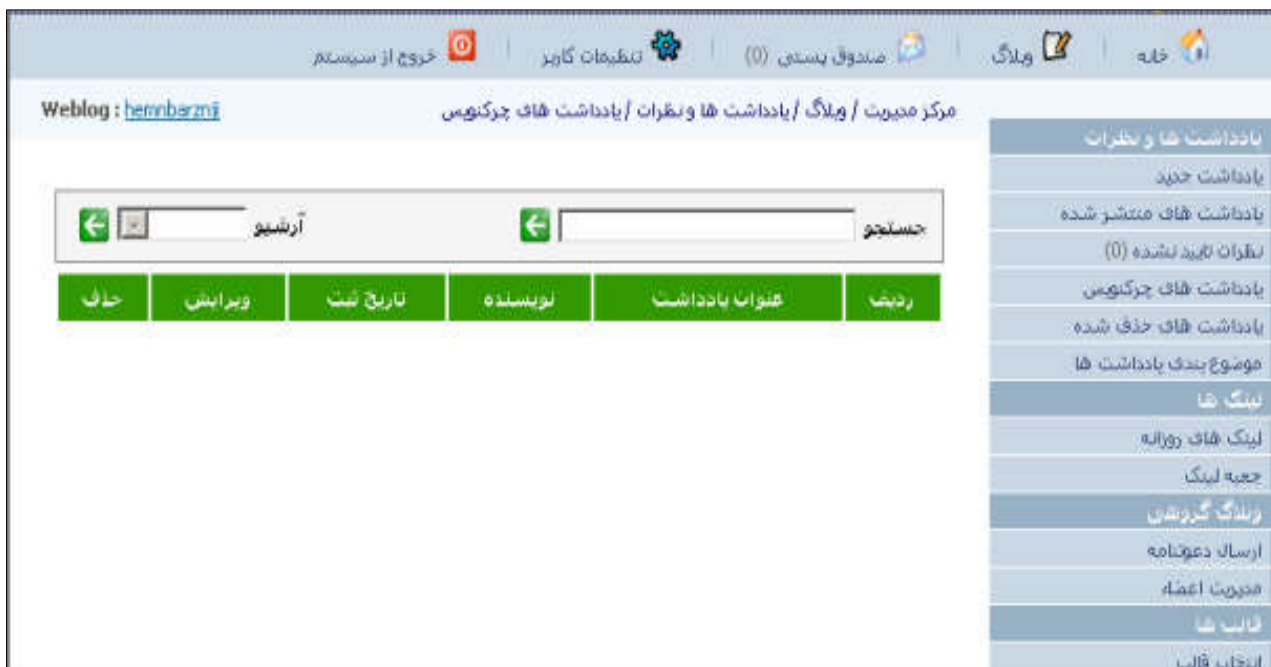 خانه | وبلاگ | صندوق پستی (0) | تنظیمات کاربر | خروج از سیستم
مرکز مدیریت / وبلاگ / یادداشت ها و نظرات / یادداشت های چرکنویس
Weblog : hemnbarznji
جستجو
آرشیو
ردیف
عنوان یادداشت
نویسنده
تاریخ ثبت
ویرایش
حذف
یادداشت ها و نظرات
یادداشت جدید
یادداشت های منتشر شده
نظرات تایید نشده (0)
یادداشت های چرکنویس
یادداشت های حذف شده
موضوع بندی یادداشت ها
لینک ها
لینک های روزانه
جعبه لینک
وبلاگ گروهی
ارسال دعوتنامه
مدیریت اعضاء
قالب ها
انتخاب قالب